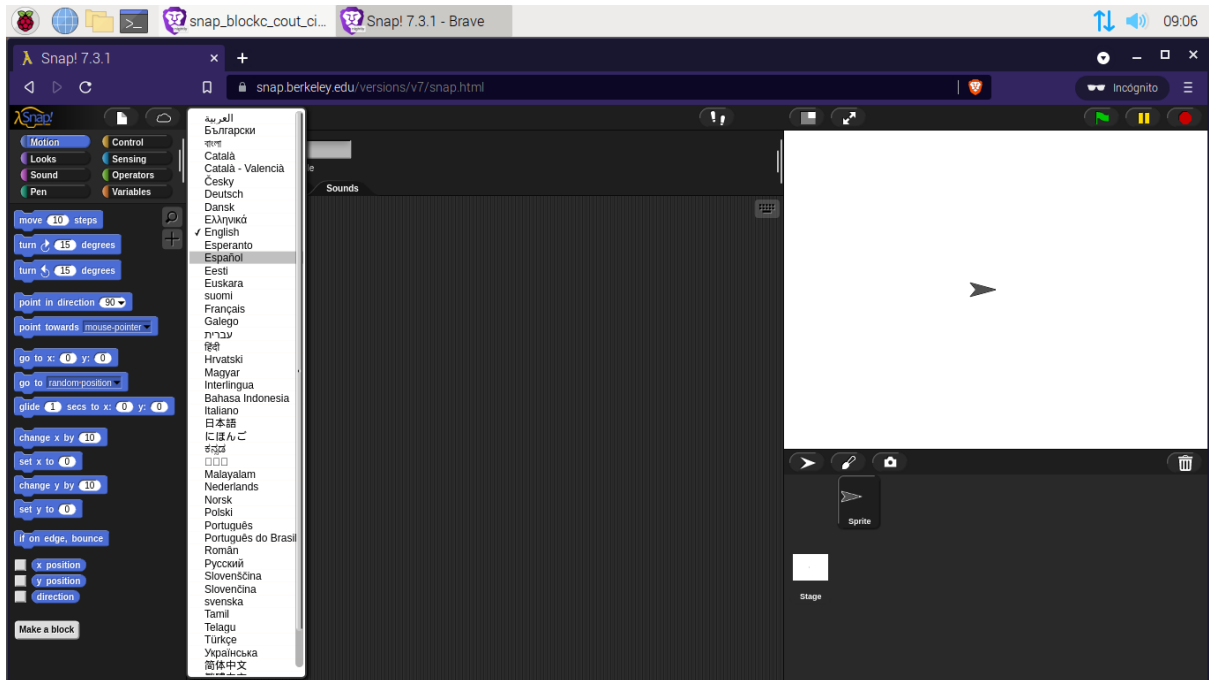 snap_blockc_cout_ci...
Snap! 7.3.1 - Brave
09:06
Snap! 7.3.1
snap.berkeley.edu/versions/v7/snap.html
Incógnito
Snap!
Motion
Control
Looks
Sensing
Sound
Operators
Pen
Variables
Sounds
move 10 steps
turn 15 degrees
turn 15 degrees
point in direction 90
point towards mouse-pointer
go to x: 0 y: 0
go to random position
glide 1 secs to x: 0 y: 0
change x by 10
set x to 0
change y by 10
set y to 0
if on edge, bounce
x position
y position
direction
Make a block
العربية
Български
বাংলা
Català
Català - Valencià
Česky
Deutsch
Dansk
Ελληνικά
✓ English
Esperanto
Español
Eesti
Euskara
suomi
Français
Galego
עברית
हिंदी
Hrvatski
Magyar
Interlingua
Bahasa Indonesia
Italiano
日本語
にほんご
ಕನ್ನಡ
Malayalam
Nederlands
Norsk
Polski
Português
Português do Brasil
Român
Русский
Slovenščina
Slovenčina
svenska
Tamil
Telagu
Türkçe
Українська
简体中文
Sprite
Stage